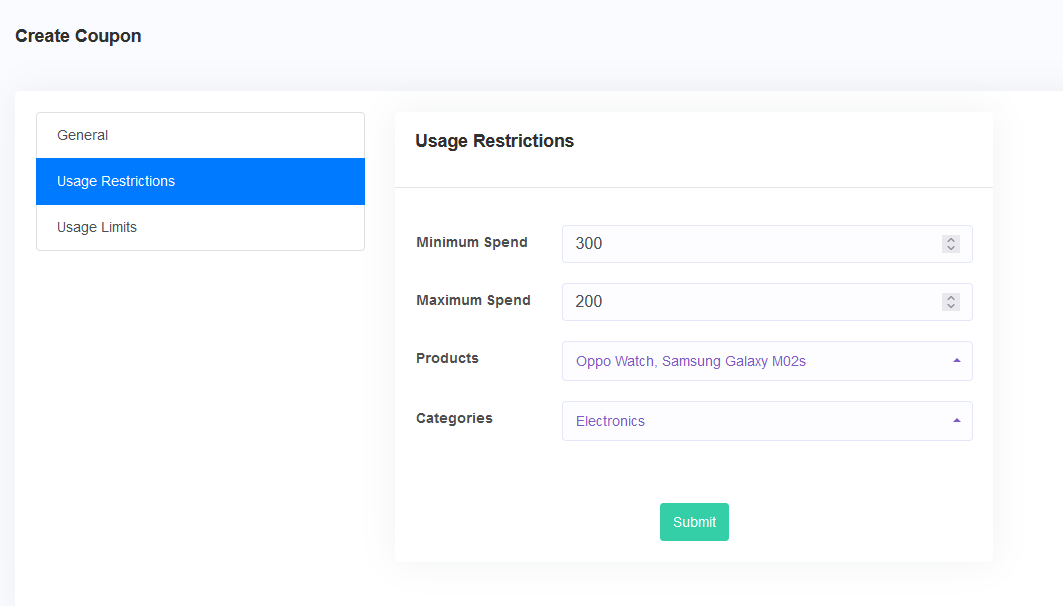 Create Coupon
General
Usage Restrictions
Usage Limits
Usage Restrictions
Minimum Spend 300
Maximum Spend 200
Products Oppo Watch, Samsung Galaxy M02s
Categories Electronics
Submit